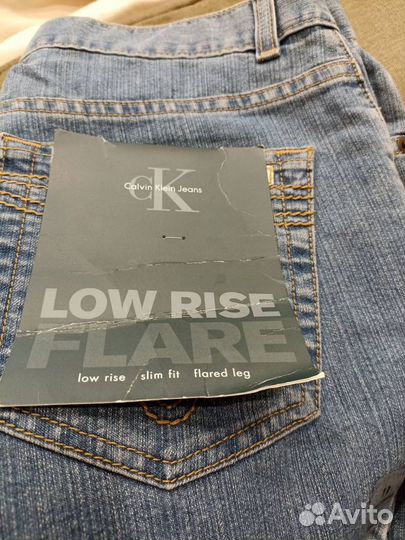 CK
Calvin Klein Jeans
LOW RISE
FLARE
low rise slim fit flared leg
Avito